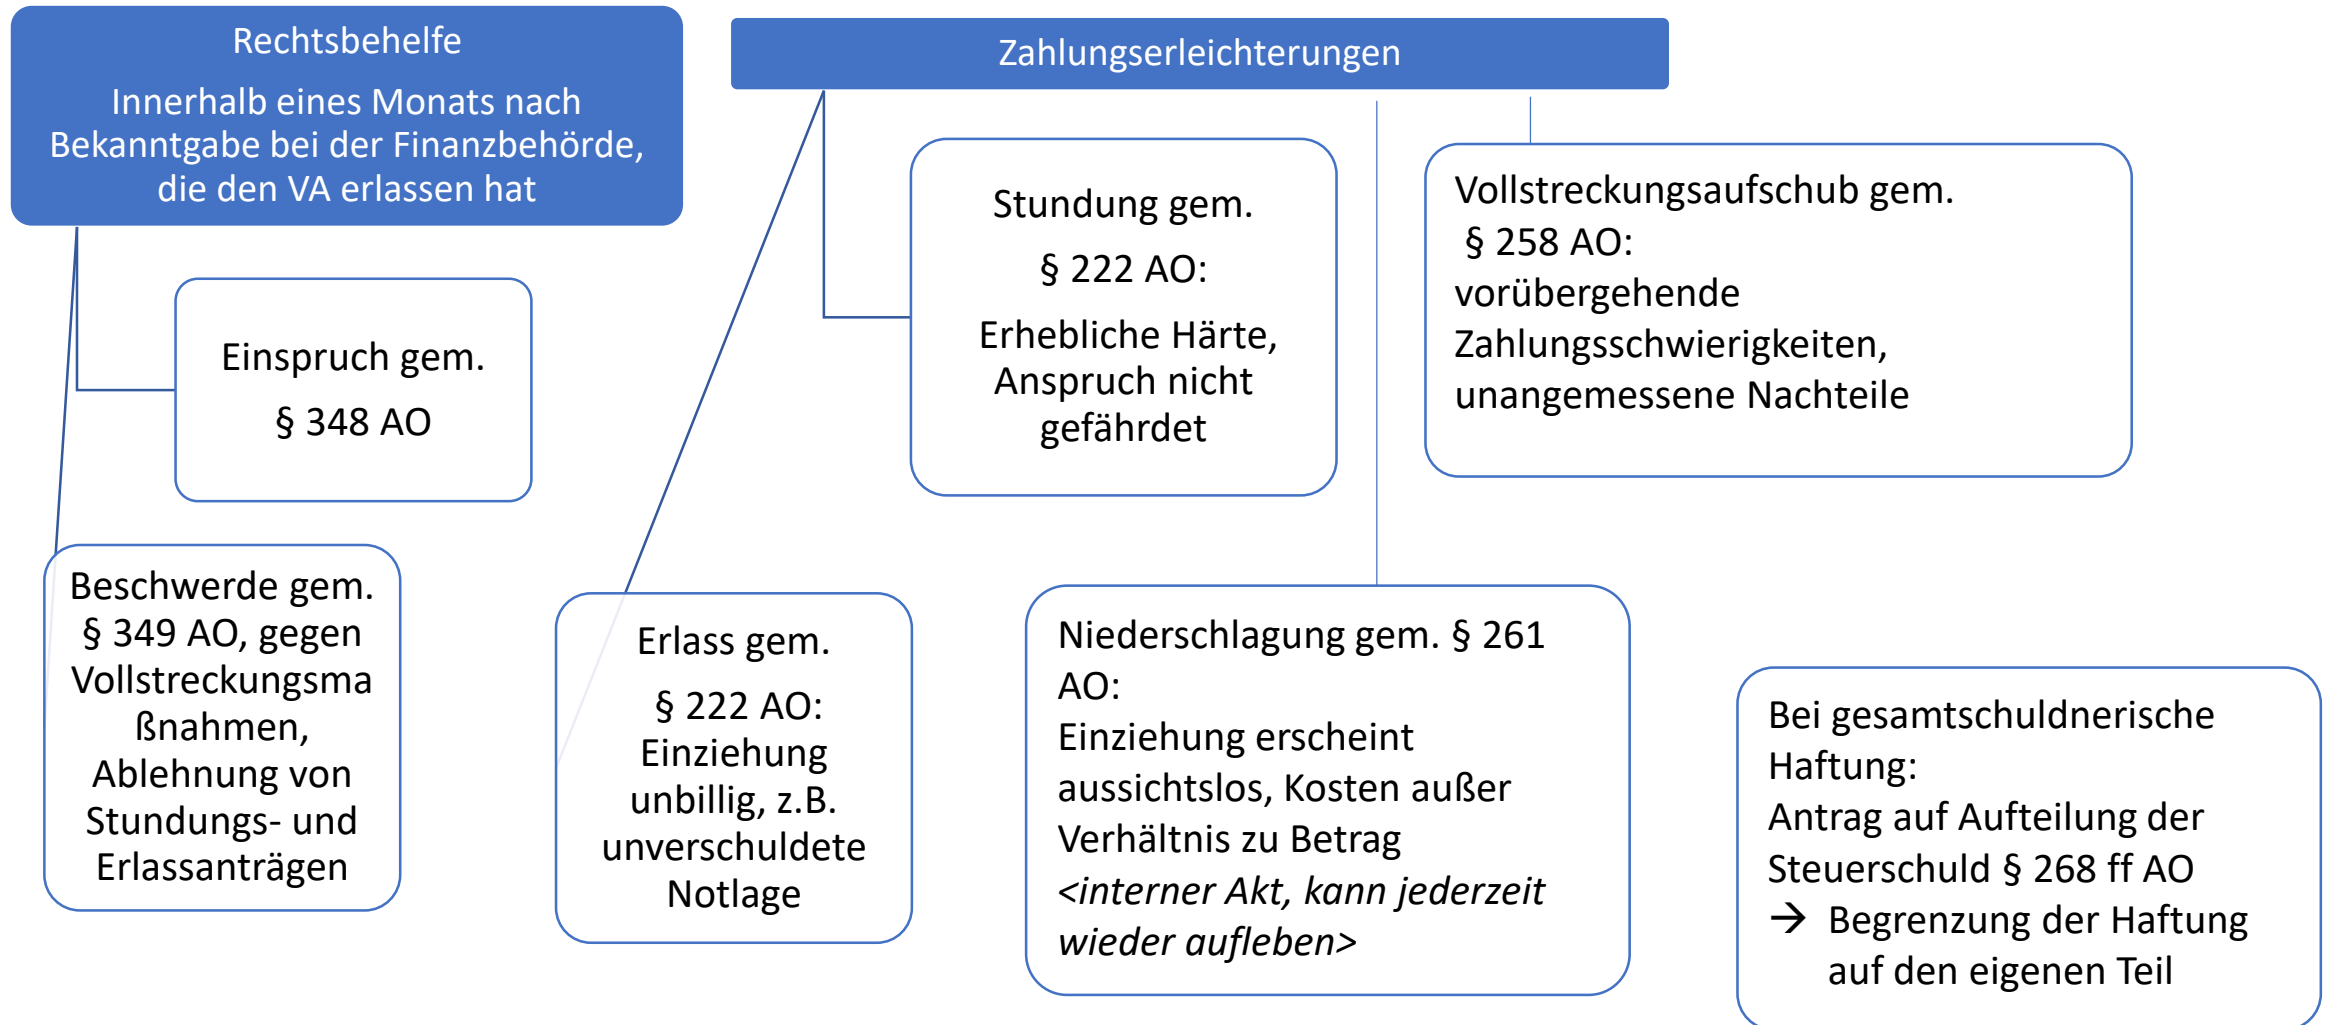 Rechtsbehelfe
Innerhalb eines Monats nach
Bekanntgabe bei der Finanzbehörde,
die den VA erlassen hat
Einspruch gem.
§ 348 AO
Beschwerde gem.
§ 349 AO, gegen
Vollstreckungsma
ßnahmen,
Ablehnung von
Stundungs- und
Erlassanträgen
Zahlungserleichterungen
Stundung gem.
§ 222 AO:
Erhebliche Härte,
Anspruch nicht
gefährdet
Vollstreckungsaufschub gem.
§ 258 AO:
vorübergehende
Zahlungsschwierigkeiten,
unangemessene Nachteile
Erlass gem.
§ 222 AO:
Einziehung
unbillig, z.B.
unverschuldete
Notlage
Niederschlagung gem. § 261
AO:
Einziehung erscheint
aussichtslos, Kosten außer
Verhältnis zu Betrag
<interner Akt, kann jederzeit
wieder aufleben>
Bei gesamtschuldnerische
Haftung:
Antrag auf Aufteilung der
Steuerschuld § 268 ff AO
→ Begrenzung der Haftung
auf den eigenen Teil